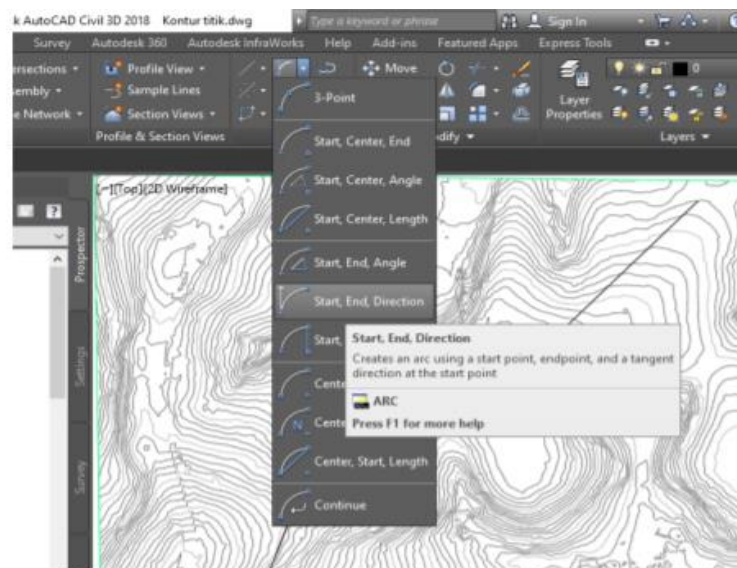 k AutoCAD Civil 3D 2018 Kontur titik.dwg
Type a keyword or phrase
Sign In
Survey Autodesk 360 Autodesk InfraWorks Help Add-ins Featured Apps Express Tools
ersections
Profile View
Move
0
embly
Sample Lines
Layer Properties
e Network
Section Views
Profile & Section Views
dify
Layers
[-][Top][2D Wireframe]
3-Point
Start, Center, End
Start, Center, Angle
Start, Center, Length
Start, End, Angle
Start, End, Direction
Start,
Cente
Cente
Center, Start, Length
Continue
Start, End, Direction
Creates an arc using a start point, endpoint, and a tangent
direction at the start point
ARC
Press F1 for more help
Prospector
Settings
Survey